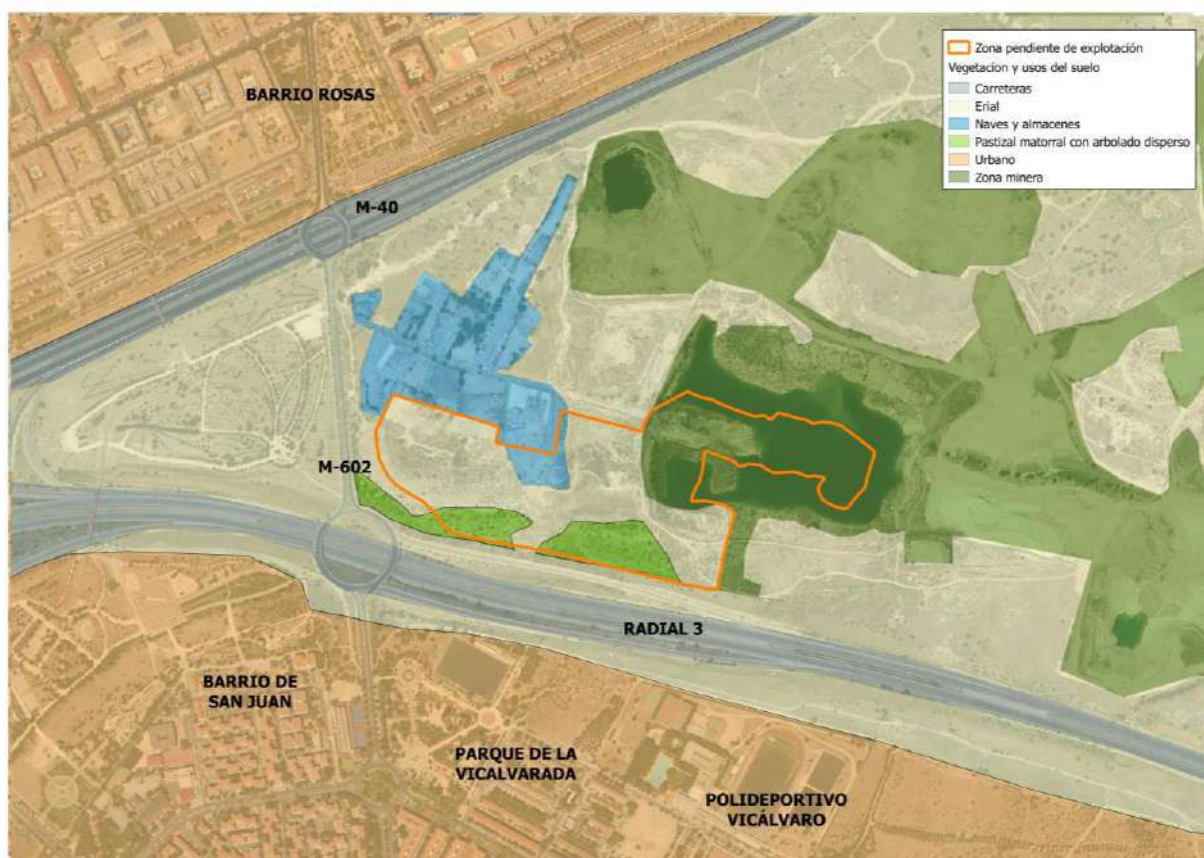 BARRIO ROSAS
M-40
M-602
RADIAL 3
BARRIO DE
SAN JUAN
PARQUE DE LA
VICALVARADA
POLIDEPORTIVO
VICÁLVARO
Zona pendiente de explotación
Vegetacion y usos del suelo
Carreteras
Erial
Naves y almacenes
Pastizal matorral con arbolado disperso
Urbano
Zona minera